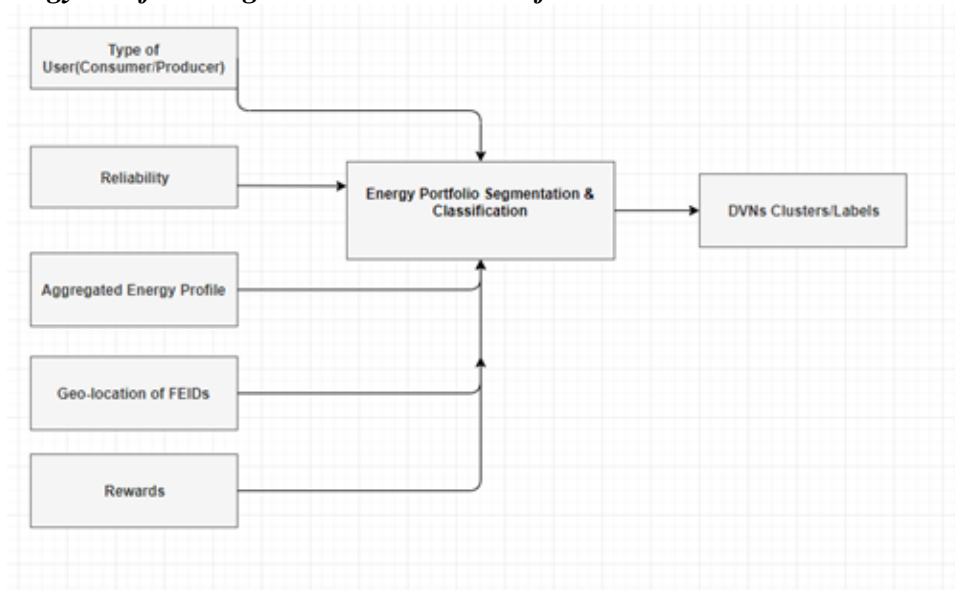 Type of
User(Consumer/Producer)
Reliability
Energy Portfolio Segmentation &
Classification
DVNs Clusters/Labels
Aggregated Energy Profile
Geo-location of FEIDs
Rewards